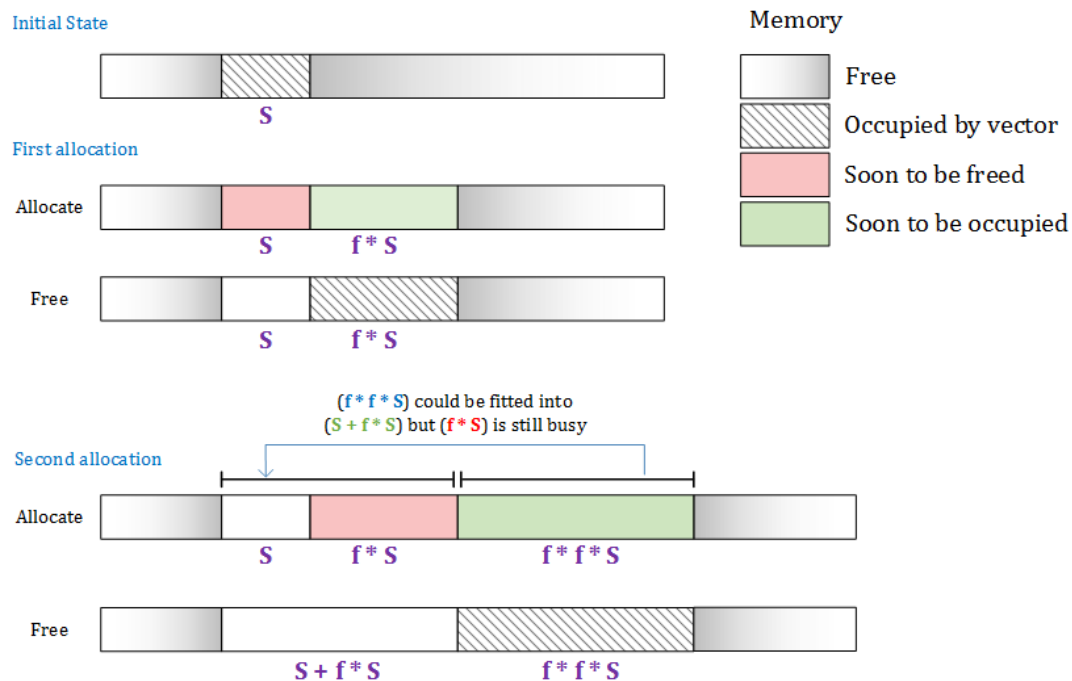 Initial State
S
Memory
Free
Occupied by vector
Soon to be freed
Soon to be occupied
First allocation
Allocate
S f * S
Free
S f * S
(f * f * S) could be fitted into
(S + f * S) but (f * S) is still busy
Second allocation
Allocate
S f * S f * f * S
Free
S + f * S f * f * S